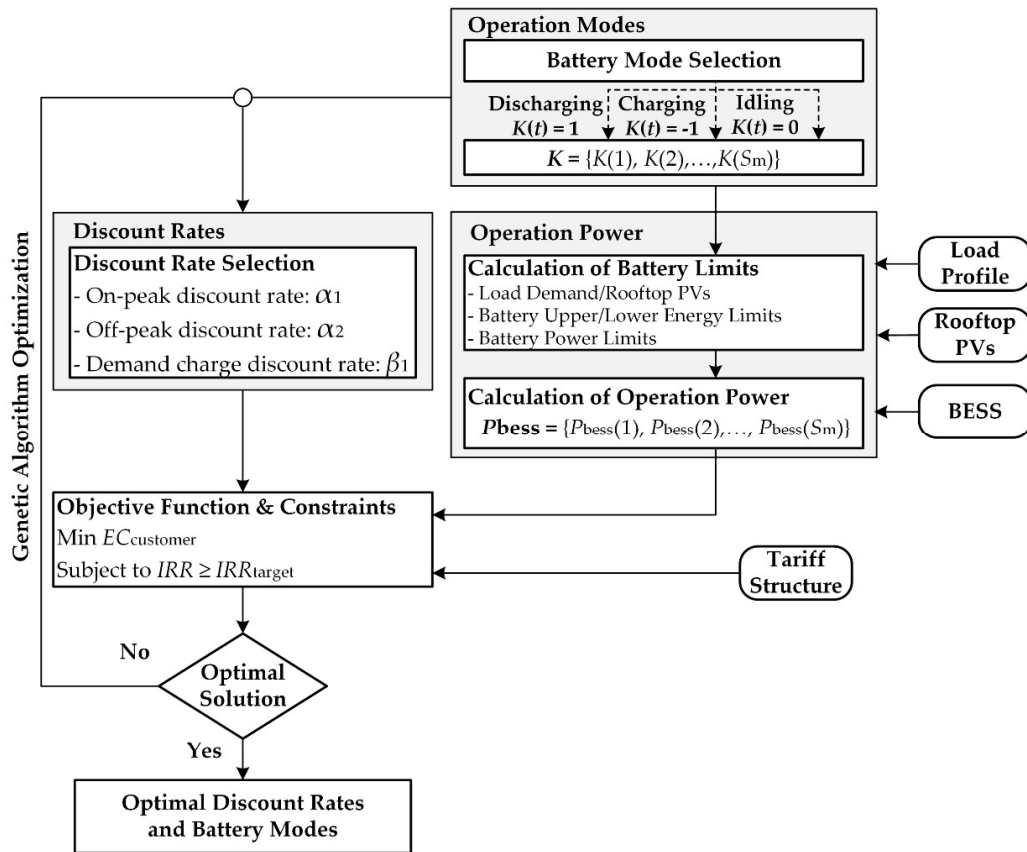 Operation Modes
Battery Mode Selection
Discharging
K(t) = 1
Charging
K(t) = -1
Idling
K(t) = 0
K = {K(1), K(2),…,K(Sm)}
Genetic Algorithm Optimization
Discount Rates
Discount Rate Selection
- On-peak discount rate: α1
- Off-peak discount rate: α2
- Demand charge discount rate: β1
Operation Power
Calculation of Battery Limits
- Load Demand/Rooftop PVs
- Battery Upper/Lower Energy Limits
- Battery Power Limits
Calculation of Operation Power
Pbess = {Pbess(1), Pbess(2),…, Pbess(Sm)}
Load
Profile
Rooftop
PVs
BESS
Objective Function & Constraints
Min ECcustomer
Subject to IRR ≥ IRRtarget
Tariff
Structure
No
Optimal
Solution
Yes
Optimal Discount Rates
and Battery Modes